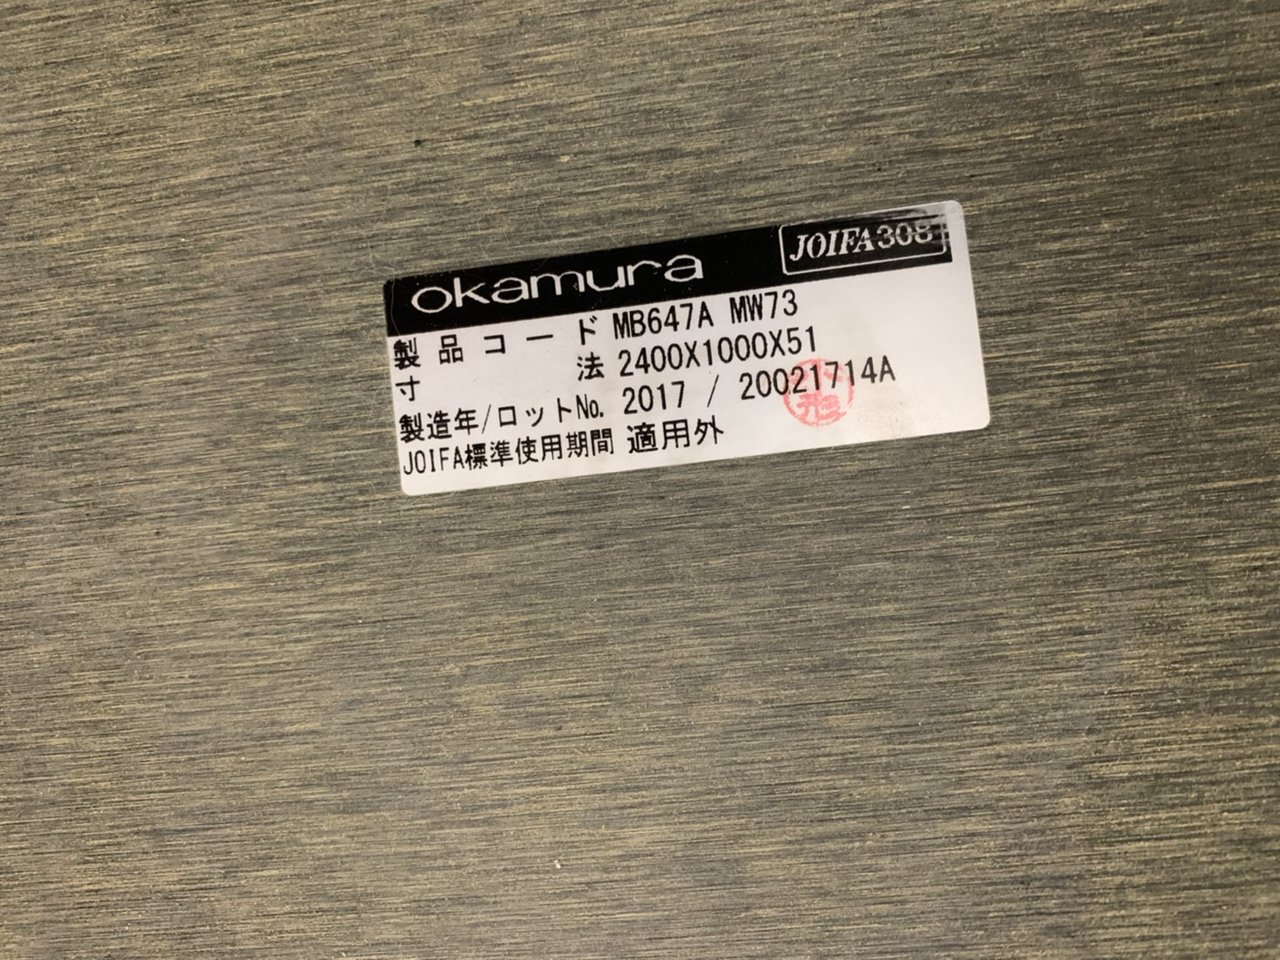 okamura JOIFA308
製品コード MB647A MW73
寸法 2400X1000X51
製造年/ロットNo. 2017 / 20021714A
JOIFA標準使用期間 適用外